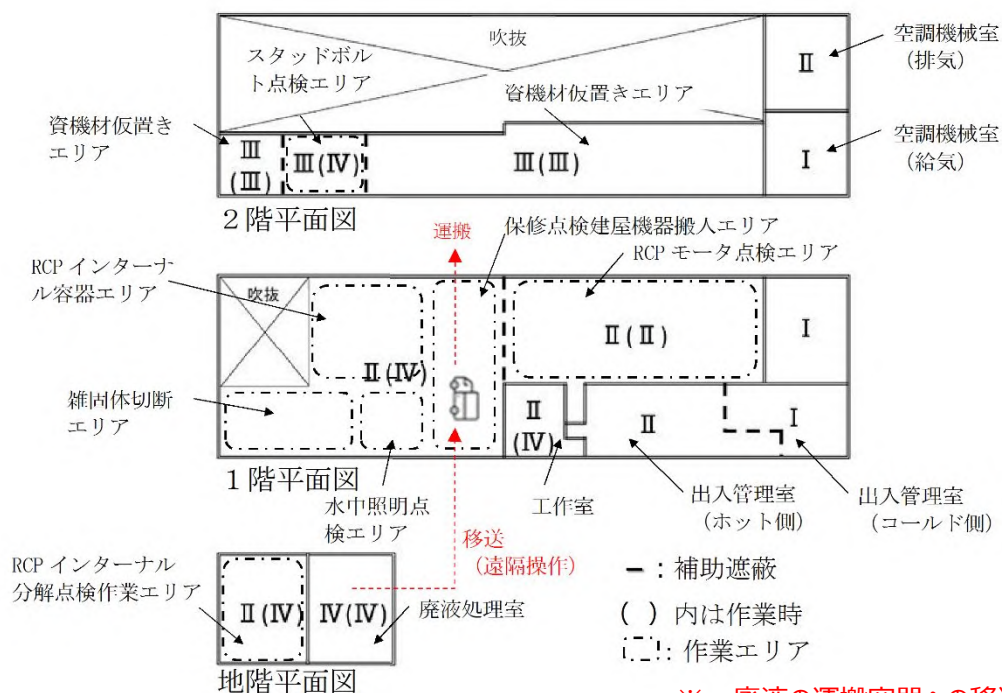 吹抜
スタッドボル
ト点検エリア
資機材仮置きエリア
資機材仮置き
エリア
Ⅲ
(Ⅲ)
Ⅲ(Ⅳ)
Ⅲ(Ⅲ)
Ⅱ
Ⅰ
空調機械室
(排気)
空調機械室
(給気)
2階平面図
運搬
保修点検建屋機器搬入エリア
RCPモータ点検エリア
RCPインターナ
ル容器エリア
吹抜
Ⅱ(Ⅳ)
Ⅱ(Ⅱ)
Ⅰ
雑固体切断
エリア
Ⅱ
(Ⅳ)
Ⅱ
Ⅰ
1階平面図
水中照明点
検エリア
工作室
出入管理室
(ホット側)
出入管理室
(コールド側)
移送
(遠隔操作)
RCPインターナル
分解点検作業エリア
Ⅱ(Ⅳ)
Ⅳ(Ⅳ)
廃液処理室
地階平面図
:補助遮蔽
( )内は作業時
:作業エリア